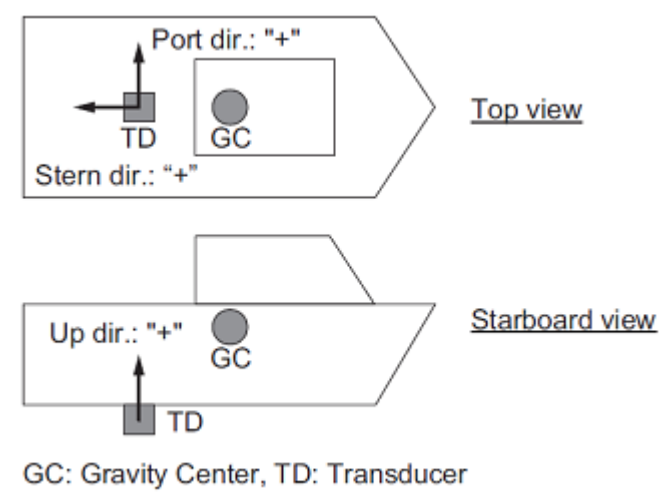 Port dir.: "+"
TD
GC
Top view
Stern dir.: “+”
Up dir.: "+"
GC
Starboard view
TD
GC: Gravity Center, TD: Transducer